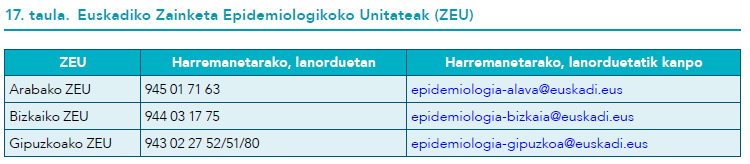 17. taula. Euskadiko Zainketa Epidemiologikoko Unitateak (ZEU)
ZEU Harremanetarako, lanorduetan Harremanetarako, lanorduetatik kanpo
Arabako ZEU 945 01 71 63 epidemiologia-alava@euskadi.eus
Bizkaiko ZEU 944 03 17 75 epidemiologia-bizkaia@euskadi.eus
Gipuzkoako ZEU 943 02 27 52/51/80 epidemiologia-gipuzkoa@euskadi.eus